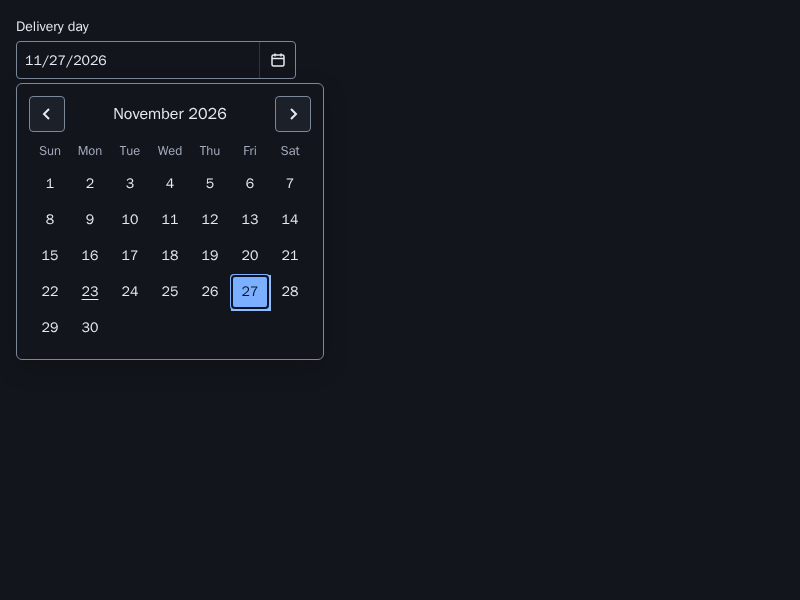 Delivery day
11/27/2026
November 2026
Sun Mon Tue Wed Thu Fri Sat
1 2 3 4 5 6 7
8 9 10 11 12 13 14
15 16 17 18 19 20 21
22 23 24 25 26 27 28
29 30